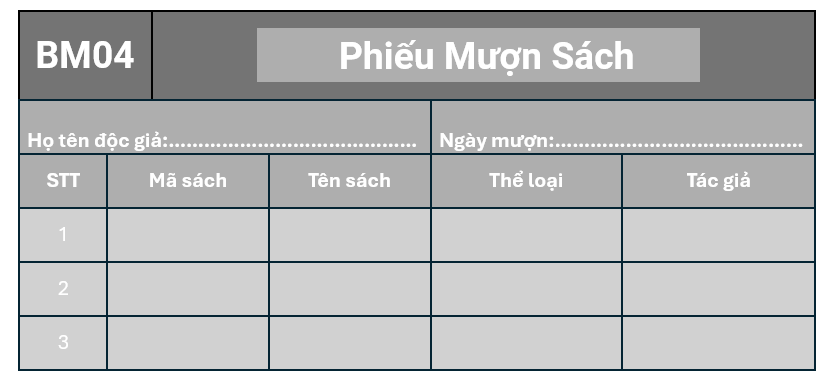 BM04 Phiếu Mượn Sách
Họ tên độc giả:............................................ Ngày mượn:............................................
STT Mã sách Tên sách Thể loại Tác giả
1
2
3